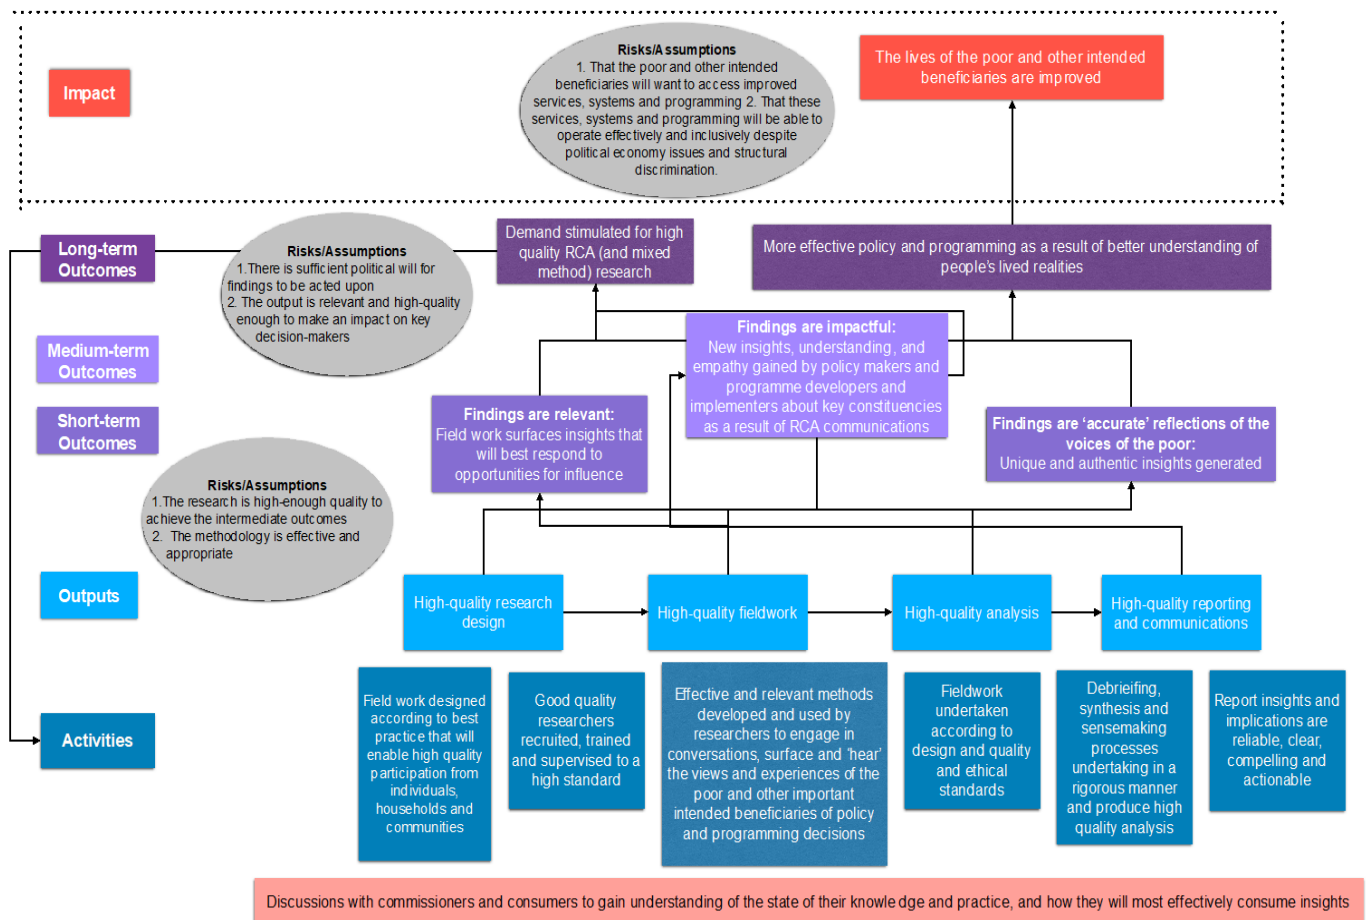 Impact
Risks/Assumptions
1. That the poor and other intended
beneficiaries will want to access improved
services, systems and programming 2. That these
services, systems and programming will be able to
operate effectively and inclusively despite
political economy issues and structural
discrimination.
The lives of the poor and other intended
beneficiaries are improved
Long-term
Outcomes
Risks/Assumptions
1.There is sufficient political will for
findings to be acted upon
2. The output is relevant and high-quality
enough to make an impact on key
decision-makers
Demand stimulated for high
quality RCA (and mixed
method) research
More effective policy and programming as a result of better understanding of
people's lived realities
Medium-term
Outcomes
Findings are impactful:
New insights, understanding, and
empathy gained by policy makers and
programme developers and
implementers about key constituencies
as a result of RCA communications
Short-term
Outcomes
Findings are relevant:
Field work surfaces insights that
will best respond to
opportunities for influence
Findings are ‘accurate’ reflections of the
voices of the poor:
Unique and authentic insights generated
Risks/Assumptions
1.The research is high-enough quality to
achieve the intermediate outcomes
2. The methodology is effective and
appropriate
Outputs
High-quality research
design
High-quality fieldwork
High-quality analysis
High-quality reporting
and communications
Activities
Field work designed
according to best
practice that will
enable high quality
participation from
individuals,
households and
communities
Good quality
researchers
recruited, trained
and supervised to a
high standard
Effective and relevant methods
developed and used by
researchers to engage in
conversations, surface and ‘hear’
the views and experiences of the
poor and other important
intended beneficiaries of policy
and programming decisions
Fieldwork
undertaken
according to
design and quality
and ethical
standards
Debrieifing,
synthesis and
sensemaking
processes
undertaking in a
rigorous manner
and produce high
quality analysis
Report insights and
implications are
reliable, clear,
compelling and
actionable
Discussions with commissioners and consumers to gain understanding of the state of their knowledge and practice, and how they will most effectively consume insights